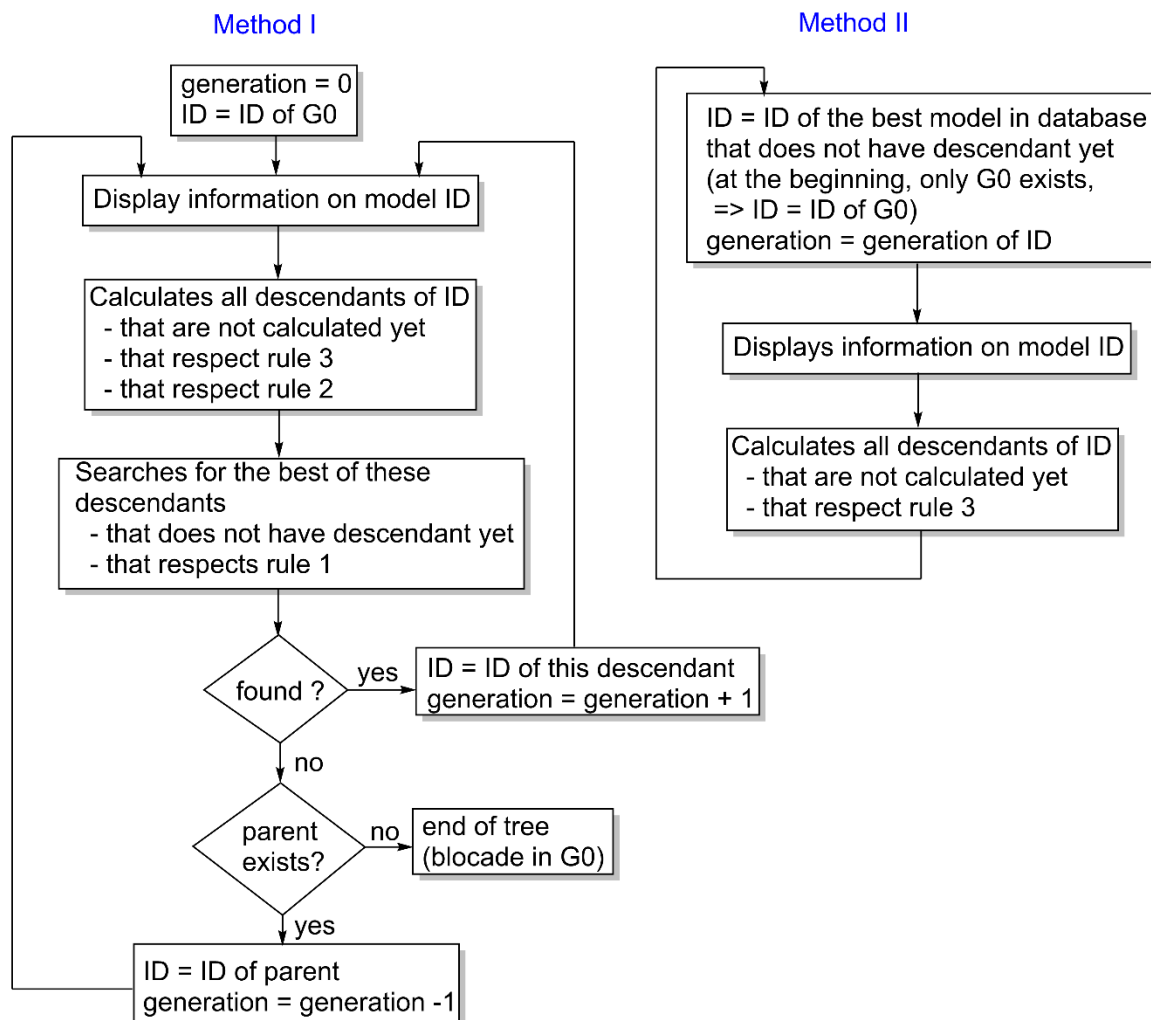 Method I
generation = 0
ID = ID of G0
Display information on model ID
Calculates all descendants of ID
- that are not calculated yet
- that respect rule 3
- that respect rule 2
Searches for the best of these
descendants
- that does not have descendant yet
- that respects rule 1
found ?
yes
ID = ID of this descendant
generation = generation + 1
no
parent
exists?
no
end of tree
(blocade in G0)
yes
ID = ID of parent
generation = generation -1
Method II
ID = ID of the best model in database
that does not have descendant yet
(at the beginning, only G0 exists,
=> ID = ID of G0)
generation = generation of ID
Displays information on model ID
Calculates all descendants of ID
- that are not calculated yet
- that respect rule 3